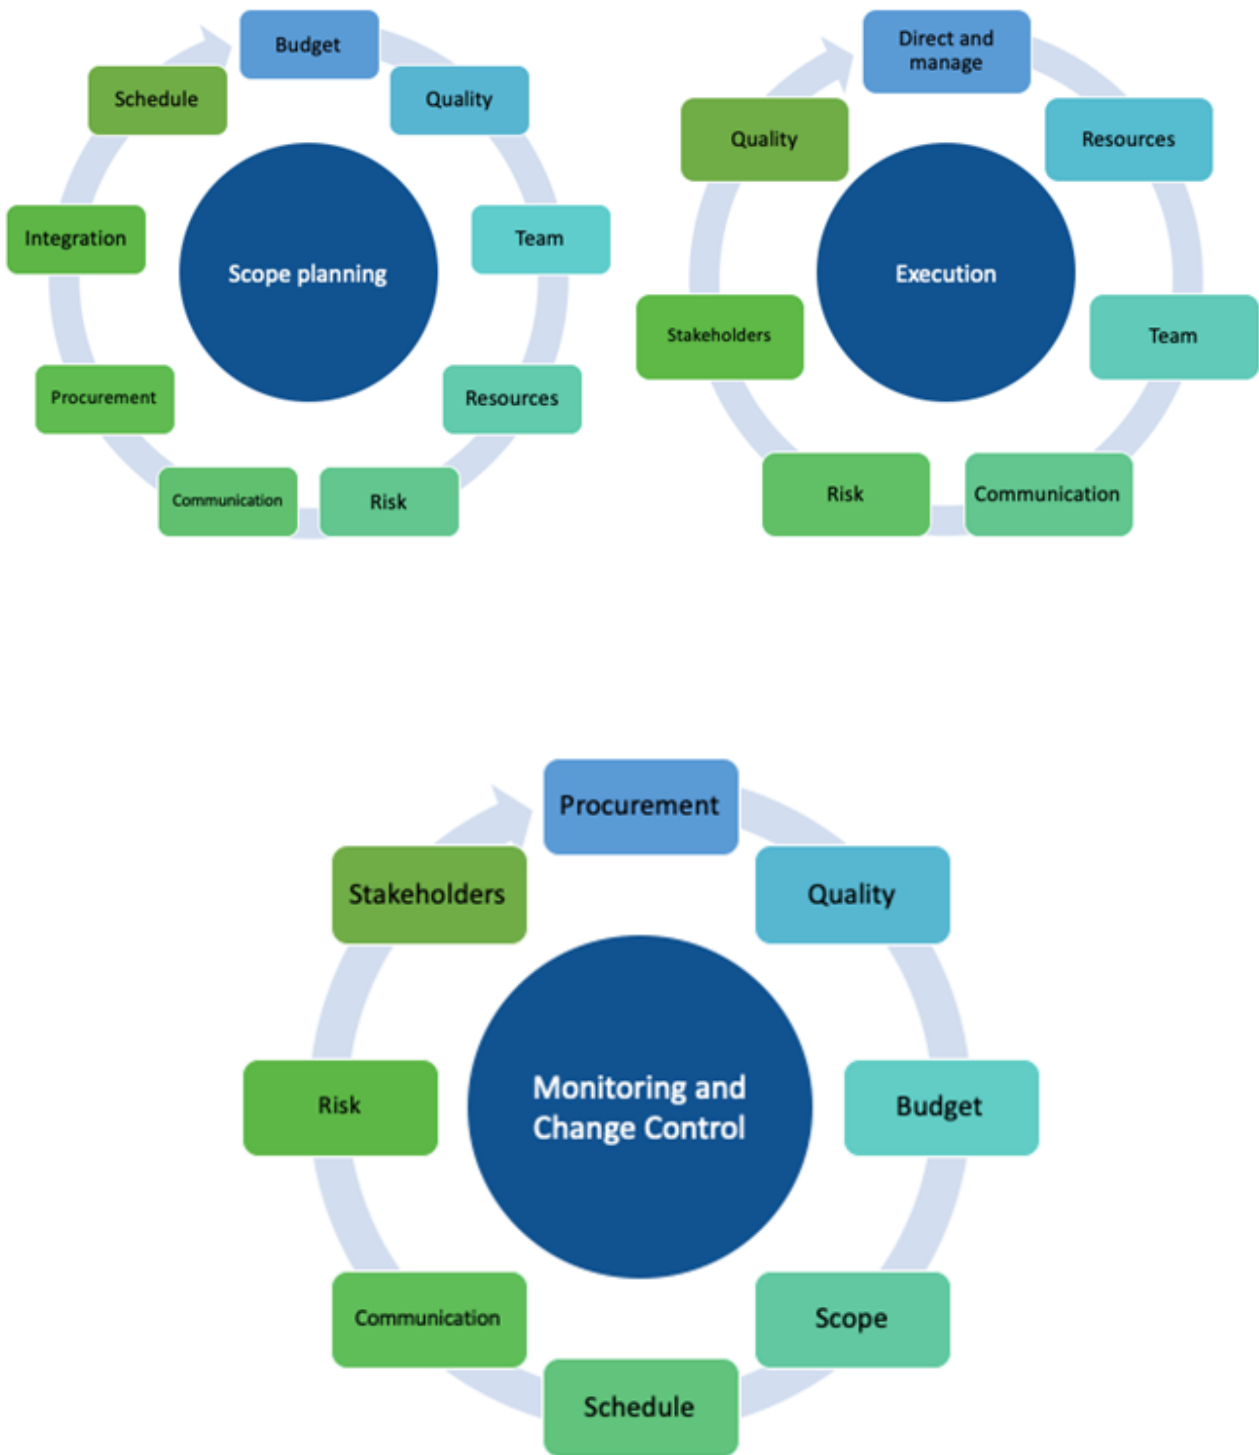 Budget
Quality
Team
Resources
Risk
Communication
Procurement
Integration
Schedule
Scope planning
Direct and
manage
Resources
Team
Communication
Risk
Stakeholders
Quality
Execution
Procurement
Quality
Budget
Scope
Schedule
Communication
Risk
Stakeholders
Monitoring and
Change Control